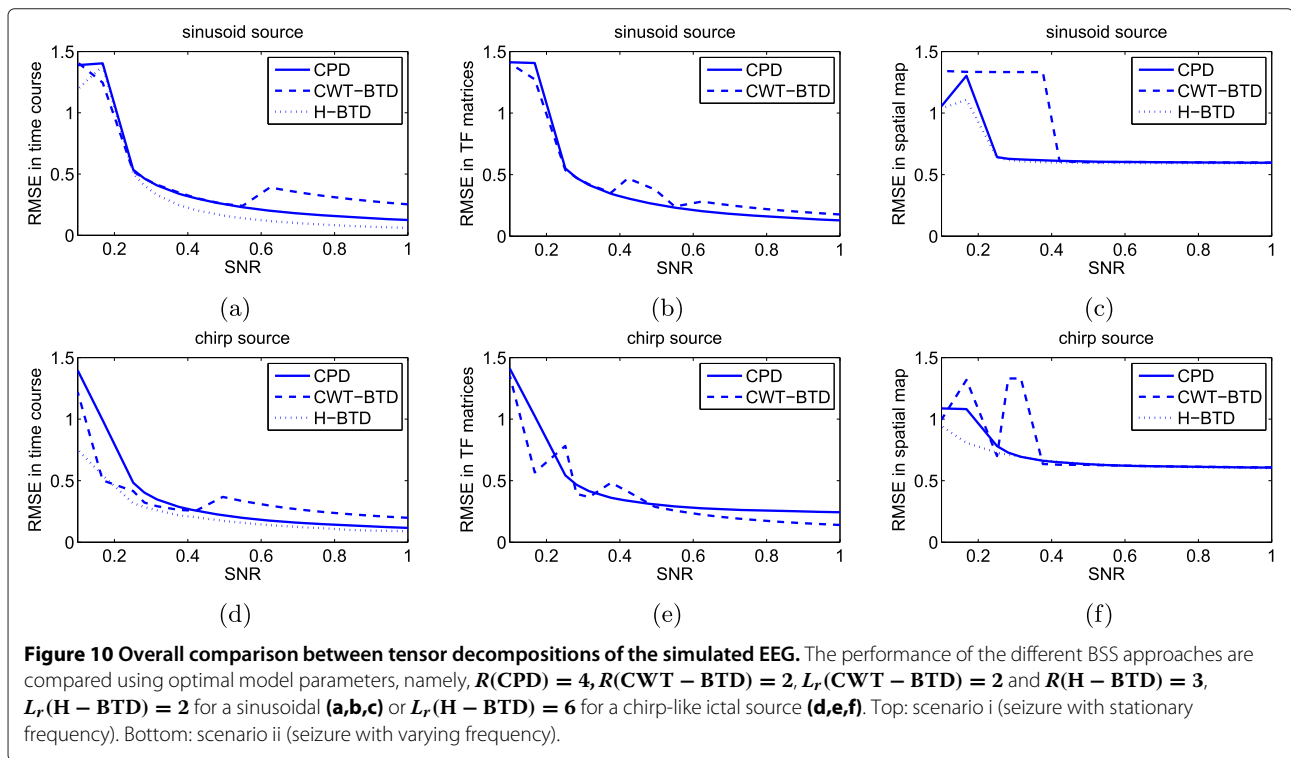 sinusoid source
1.5
1
0.5
0
RMSE in time course
CPD
CWT-BTD
H-BTD
0.2 0.4 0.6 0.8 1
SNR
(a)
sinusoid source
1.5
1
0.5
0
RMSE in TF matrices
CPD
CWT-BTD
0.2 0.4 0.6 0.8 1
SNR
(b)
sinusoid source
1.5
1
0.5
0
RMSE in spatial map
CPD
CWT-BTD
H-BTD
0.2 0.4 0.6 0.8 1
SNR
(c)
chirp source
1.5
1
0.5
0
RMSE in time course
CPD
CWT-BTD
H-BTD
0.2 0.4 0.6 0.8 1
SNR
(d)
chirp source
1.5
1
0.5
0
RMSE in TF matrices
CPD
CWT-BTD
0.2 0.4 0.6 0.8 1
SNR
(e)
chirp source
1.5
1
0.5
0
RMSE in spatial map
CPD
CWT-BTD
H-BTD
0.2 0.4 0.6 0.8 1
SNR
(f)
Figure 10 Overall comparison between tensor decompositions of the simulated EEG. The performance of the different BSS approaches are
compared using optimal model parameters, namely, R(CPD) = 4, R(CWT − BTD) = 2, Lr(CWT − BTD) = 2 and R(H − BTD) = 3,
Lr(H − BTD) = 2 for a sinusoidal (a,b,c) or Lr(H − BTD) = 6 for a chirp-like ictal source (d,e,f). Top: scenario i (seizure with stationary
frequency). Bottom: scenario ii (seizure with varying frequency).